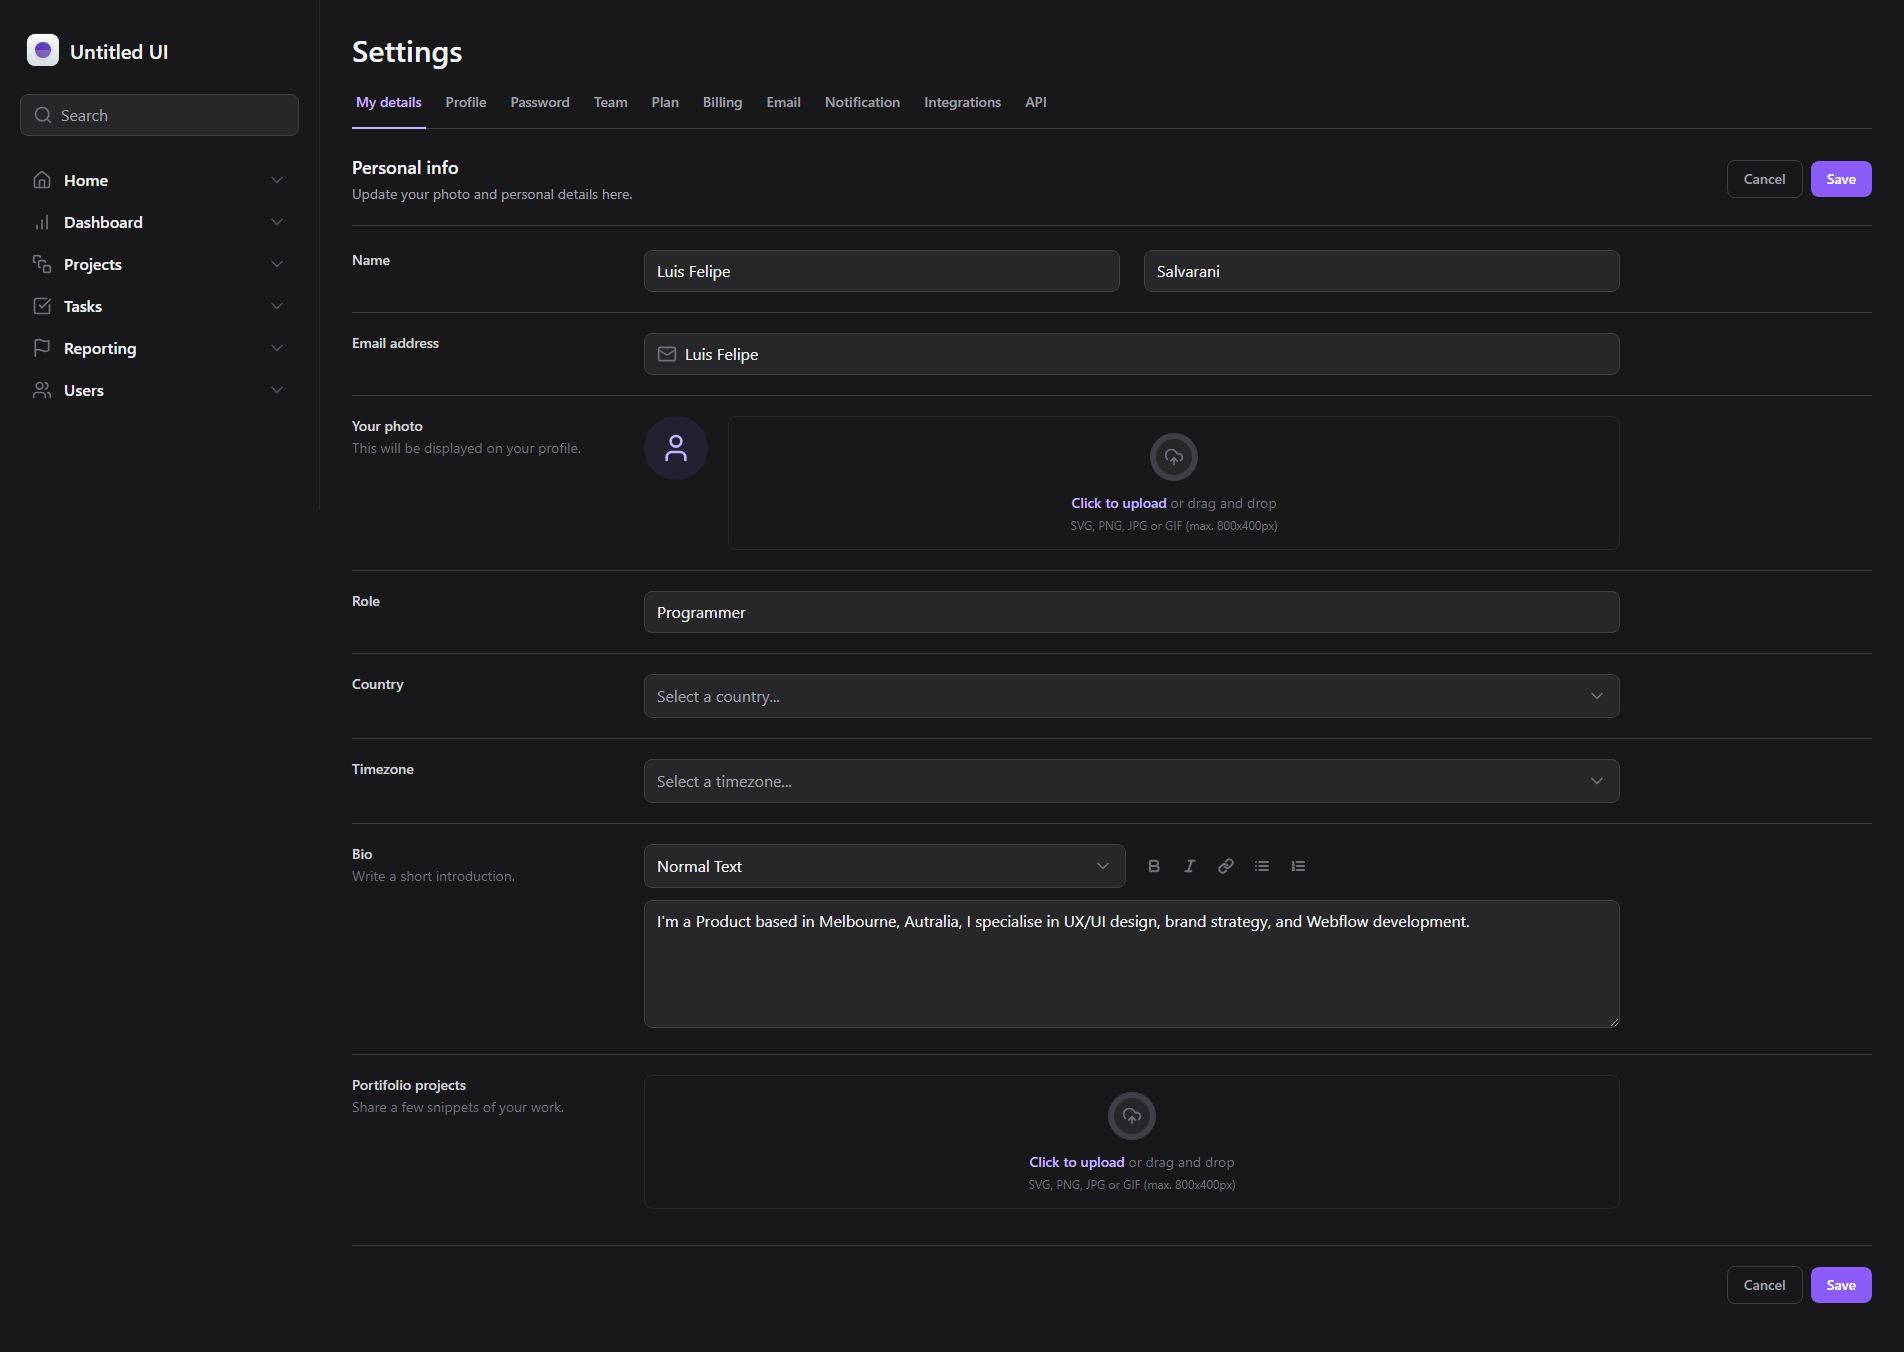 Untitled UI
Search
Home
Dashboard
Projects
Tasks
Reporting
Users
Settings
My details Profile Password Team Plan Billing Email Notification Integrations API
Personal info
Update your photo and personal details here.
Cancel Save
Name
Luis Felipe Salvarani
Email address
Luis Felipe
Your photo
This will be displayed on your profile.
Click to upload or drag and drop
SVG, PNG, JPG or GIF (max. 800x400px)
Role
Programmer
Country
Select a country...
Timezone
Select a timezone...
Bio
Write a short introduction.
Normal Text
I'm a Product based in Melbourne, Autralia, I specialise in UX/UI design, brand strategy, and Webflow development.
Portifolio projects
Share a few snippets of your work.
Click to upload or drag and drop
SVG, PNG, JPG or GIF (max. 800x400px)
Cancel Save